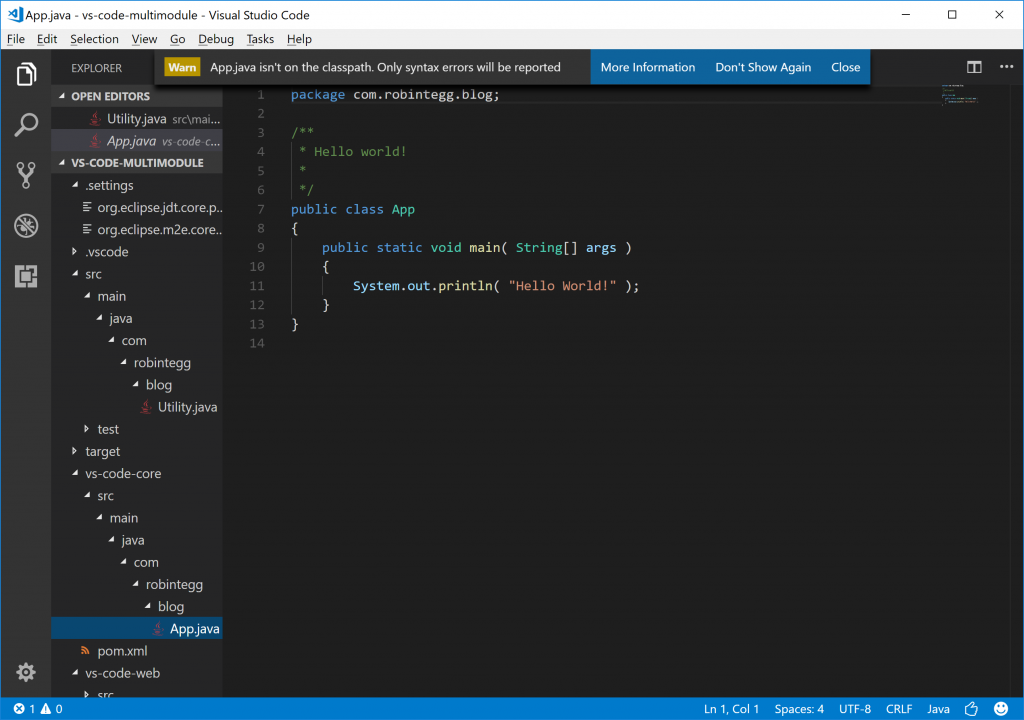 App.java - vs-code-multimodule - Visual Studio Code
File Edit Selection View Go Debug Tasks Help
EXPLORER
Warn App.java isn't on the classpath. Only syntax errors will be reported More Information Don't Show Again Close
OPEN EDITORS
Utility.java src\mai...
App.java vs-code-c...
VS-CODE-MULTIMODULE
.settings
org.eclipse.jdt.core.p...
org.eclipse.m2e.core...
.vscode
src
main
java
com
robintegg
blog
Utility.java
test
target
vs-code-core
src
main
java
com
robintegg
blog
App.java
pom.xml
vs-code-web
src
1 package com.robintegg.blog;
2
3 /**
4 * Hello world!
5 *
6 */
7 public class App
8 {
9 public static void main( String[] args )
10 {
11 System.out.println( "Hello World!" );
12 }
13 }
14
1 0 Ln 1, Col 1 Spaces: 4 UTF-8 CRLF Java